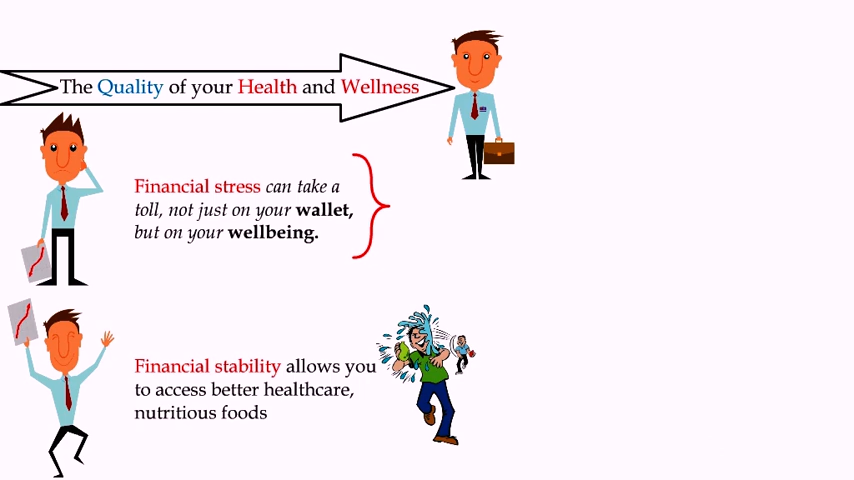 The Quality of your Health and Wellness
Financial stress can take a
toll, not just on your wallet,
but on your wellbeing.
Financial stability allows you
to access better healthcare,
nutritious foods